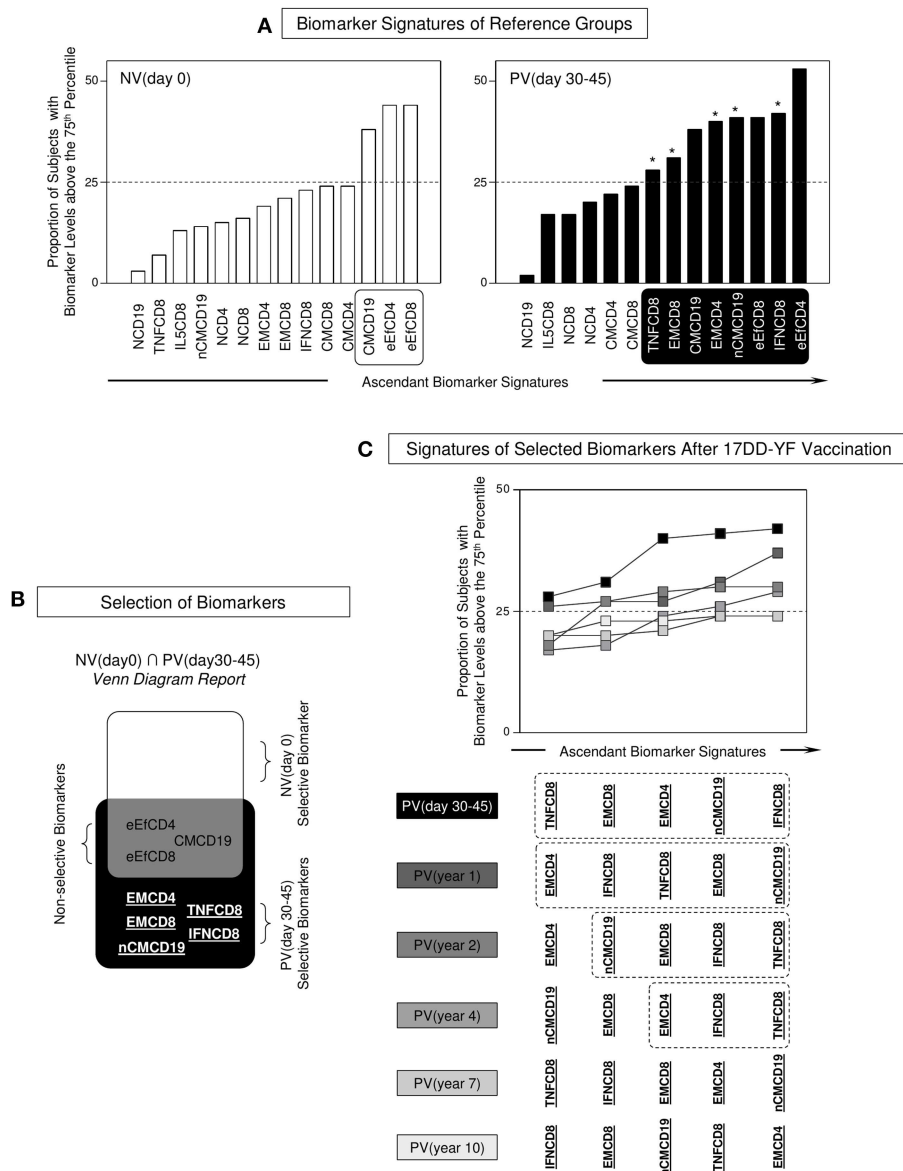 A
Biomarker Signatures of Reference Groups
Proportion of Subjects with
Biomarker Levels above the 75th Percentile
NV(day 0)
50
25
0
NCD19
TNFCD8
IL5CD8
nCMCD19
NCD4
NCD8
EMCD4
EMCD8
IFNCD8
CMCD8
CMCD4
CMCD19
eEfCD4
eEfCD8
PV(day 30-45)
50
25
0
* * * * *
NCD19
IL5CD8
NCD8
NCD4
CMCD4
CMCD8
TNFCD8
EMCD8
CMCD19
EMCD4
nCMCD19
eEfCD8
IFNCD8
eEfCD4
Ascendant Biomarker Signatures
B
Selection of Biomarkers
NV(day0) ∩ PV(day30-45)
Venn Diagram Report
NV(day 0)
Selective Biomarker
Non-selective Biomarkers
eEfCD4
CMCD19
eEfCD8
EMCD4
TNFCD8
EMCD8
IFNCD8
nCMCD19
PV(day 30-45)
Selective Biomarkers
C
Signatures of Selected Biomarkers After 17DD-YF Vaccination
Proportion of Subjects with
Biomarker Levels above the 75th Percentile
50
25
0
Ascendant Biomarker Signatures
PV(day 30-45) TNFCD8 EMCD8 EMCD4 nCMCD19 IFNCD8
PV(year 1) EMCD4 IFNCD8 TNFCD8 EMCD8 nCMCD19
PV(year 2) EMCD4 nCMCD19 EMCD8 IFNCD8 TNFCD8
PV(year 4) nCMCD19 EMCD8 EMCD4 IFNCD8 TNFCD8
PV(year 7) TNFCD8 IFNCD8 EMCD8 EMCD4 nCMCD19
PV(year 10) IFNCD8 EMCD8 nCMCD19 TNFCD8 EMCD4